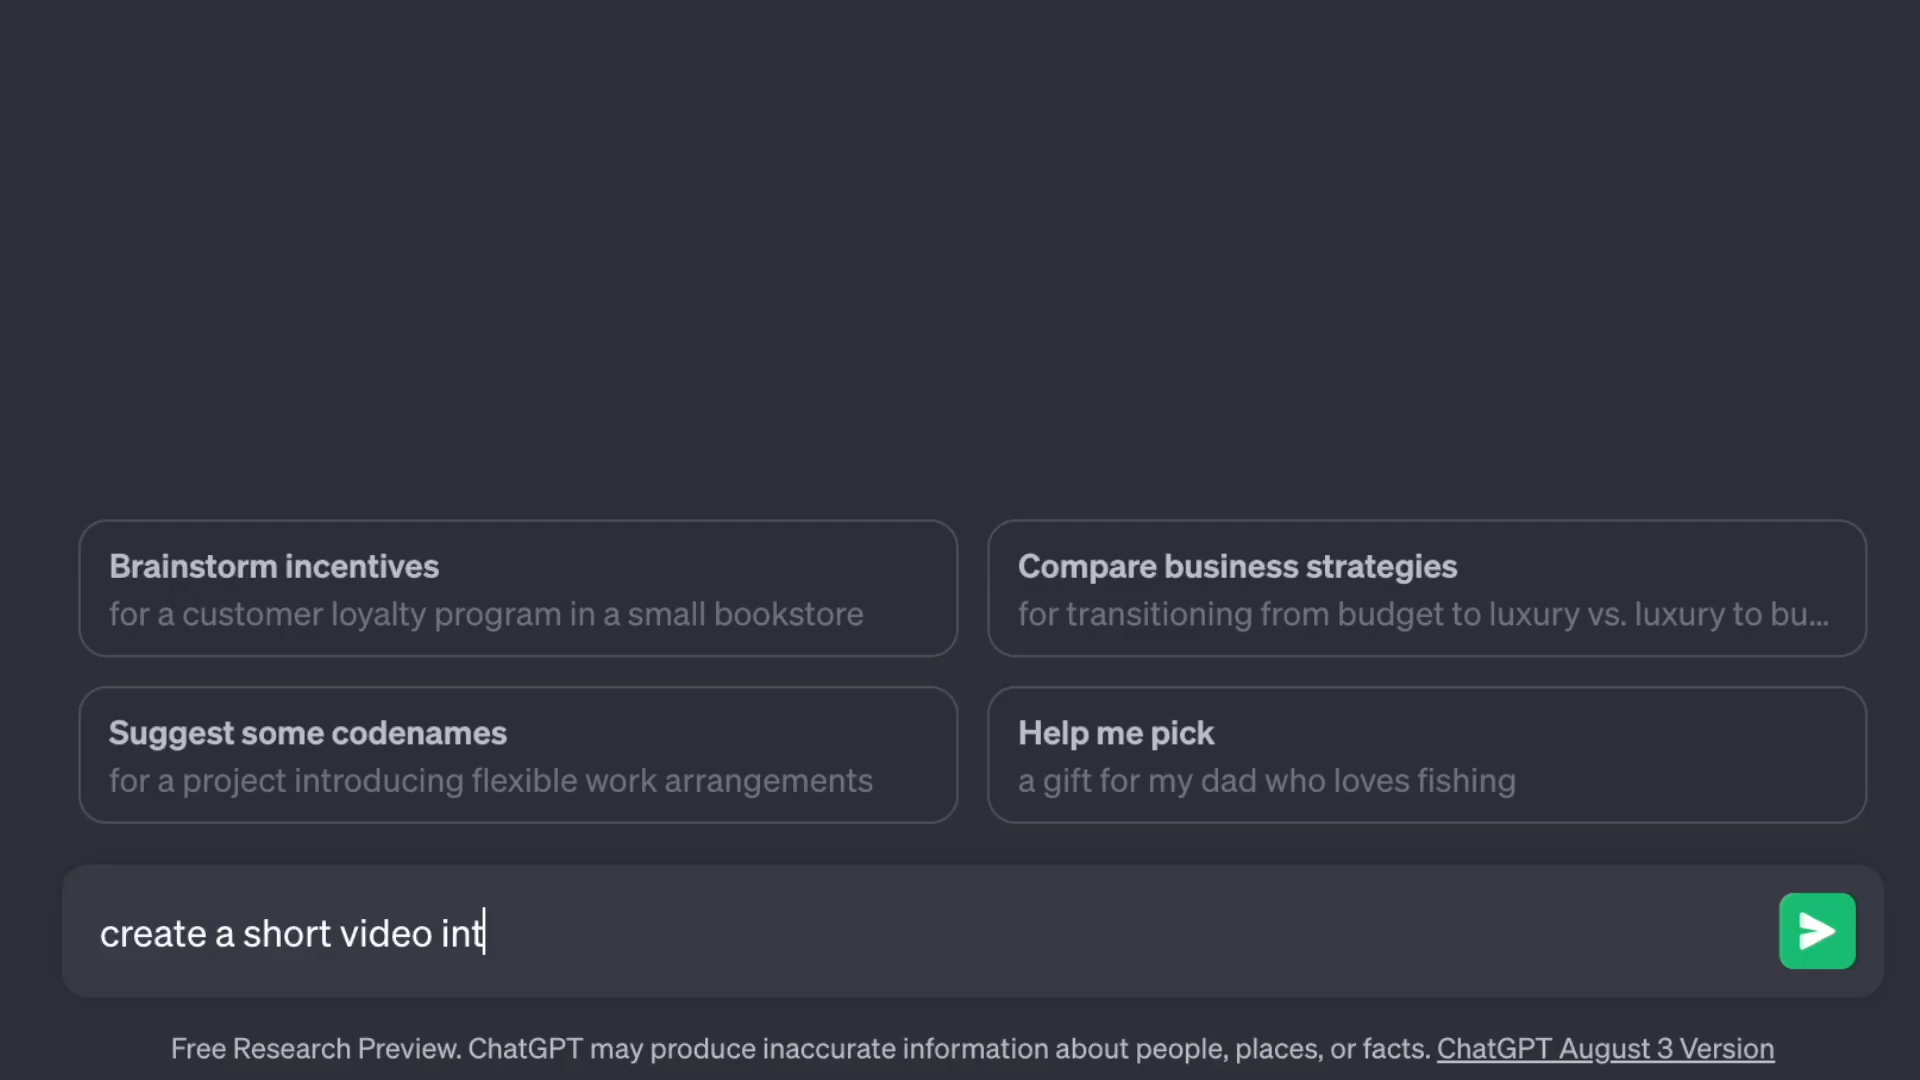 Brainstorm incentives
for a customer loyalty program in a small bookstore
Compare business strategies
for transitioning from budget to luxury vs. luxury to bu...
Suggest some codenames
for a project introducing flexible work arrangements
Help me pick
a gift for my dad who loves fishing
create a short video int
Free Research Preview. ChatGPT may produce inaccurate information about people, places, or facts. ChatGPT August 3 Version